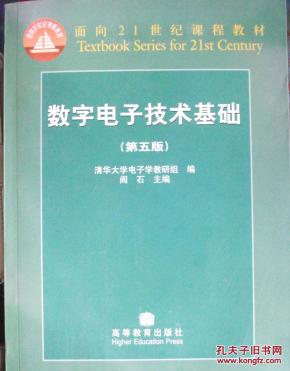 面向21世纪课程教材
Textbook Series for 21st Century
数字电子技术基础
(第五版)
清华大学电子学教研组 编
阎 石 主编
高等教育出版社
Higher Education Press
孔夫子旧书网